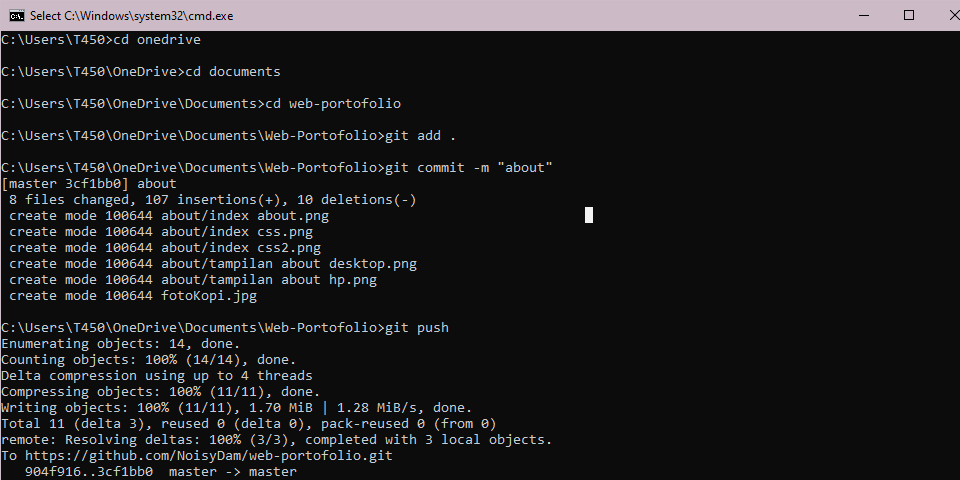 Select C:\Windows\system32\cmd.exe
C:\Users\T450>cd onedrive
C:\Users\T450\OneDrive>cd documents
C:\Users\T450\OneDrive\Documents>cd web-portofolio
C:\Users\T450\OneDrive\Documents\Web-Portofolio>git add .
C:\Users\T450\OneDrive\Documents\Web-Portofolio>git commit -m "about"
[master 3cf1bb0] about
 8 files changed, 107 insertions(+), 10 deletions(-)
 create mode 100644 about/index about.png
 create mode 100644 about/index css.png
 create mode 100644 about/index css2.png
 create mode 100644 about/tampilan about desktop.png
 create mode 100644 about/tampilan about hp.png
 create mode 100644 fotoKopi.jpg
C:\Users\T450\OneDrive\Documents\Web-Portofolio>git push
Enumerating objects: 14, done.
Counting objects: 100% (14/14), done.
Delta compression using up to 4 threads
Compressing objects: 100% (11/11), done.
Writing objects: 100% (11/11), 1.70 MiB | 1.28 MiB/s, done.
Total 11 (delta 3), reused 0 (delta 0), pack-reused 0 (from 0)
remote: Resolving deltas: 100% (3/3), completed with 3 local objects.
To https://github.com/NoisyDam/web-portofolio.git
   904f916..3cf1bb0  master -> master